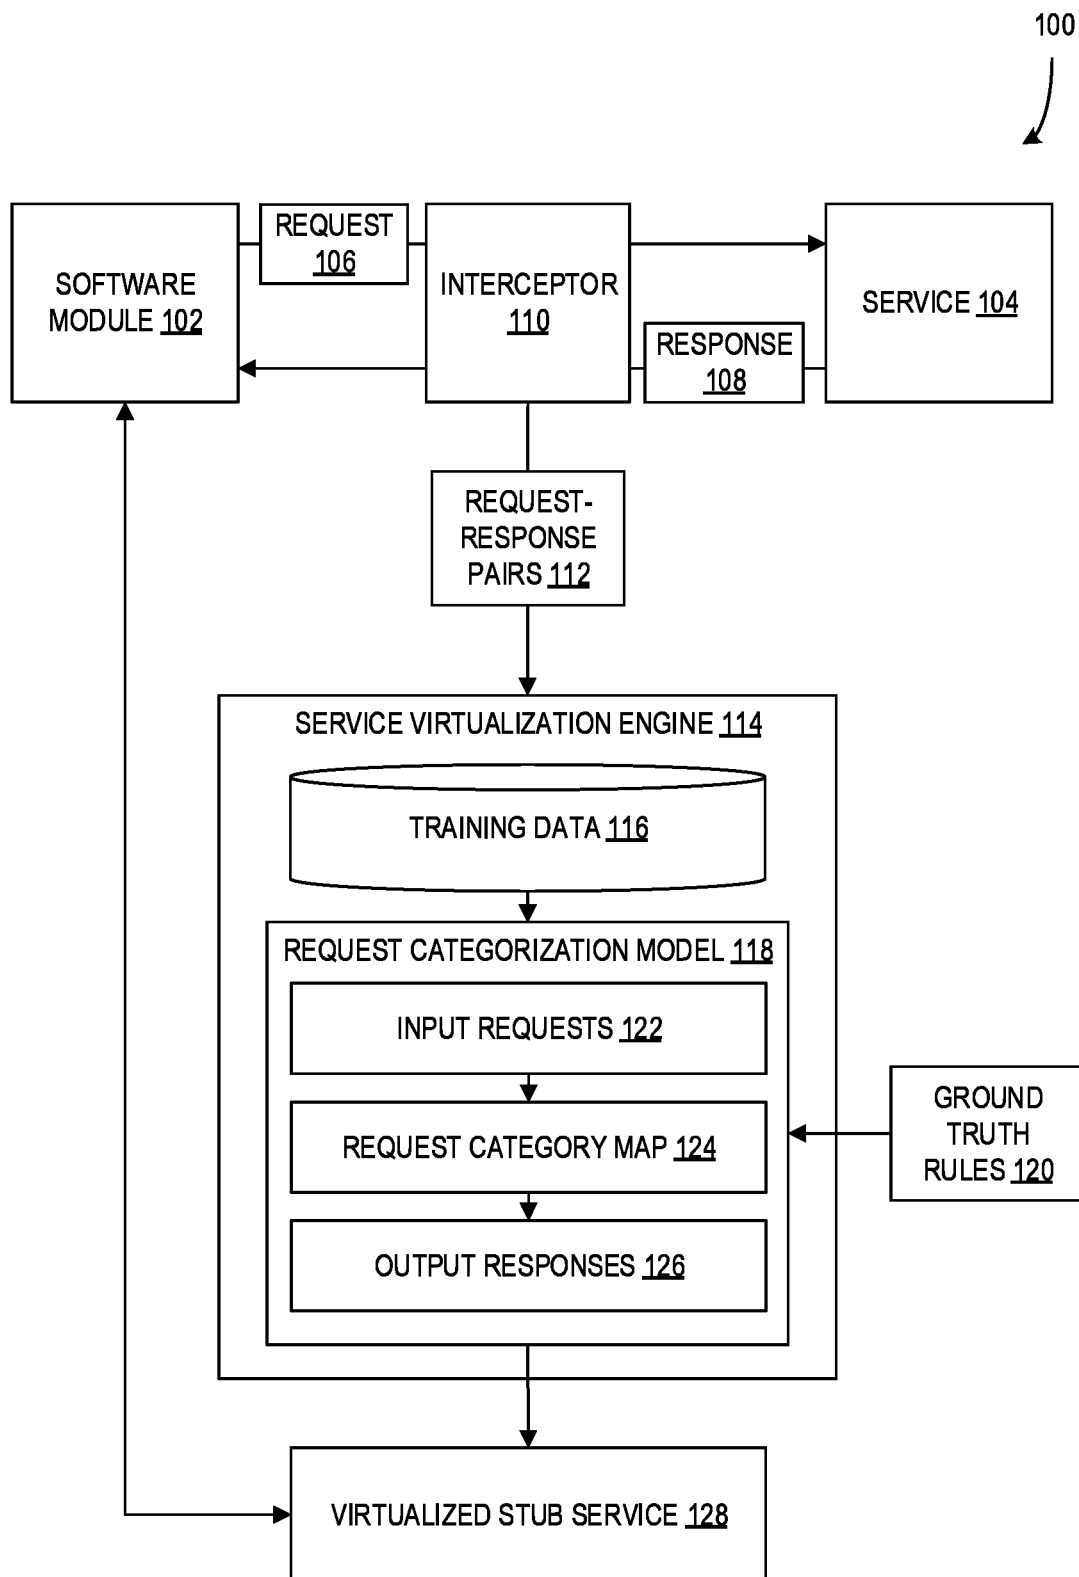 100
REQUEST
106
SOFTWARE
MODULE 102
INTERCEPTOR
110
SERVICE 104
RESPONSE
108
REQUEST-
RESPONSE
PAIRS 112
SERVICE VIRTUALIZATION ENGINE 114
TRAINING DATA 116
REQUEST CATEGORIZATION MODEL 118
INPUT REQUESTS 122
REQUEST CATEGORY MAP 124
OUTPUT RESPONSES 126
GROUND
TRUTH
RULES 120
VIRTUALIZED STUB SERVICE 128